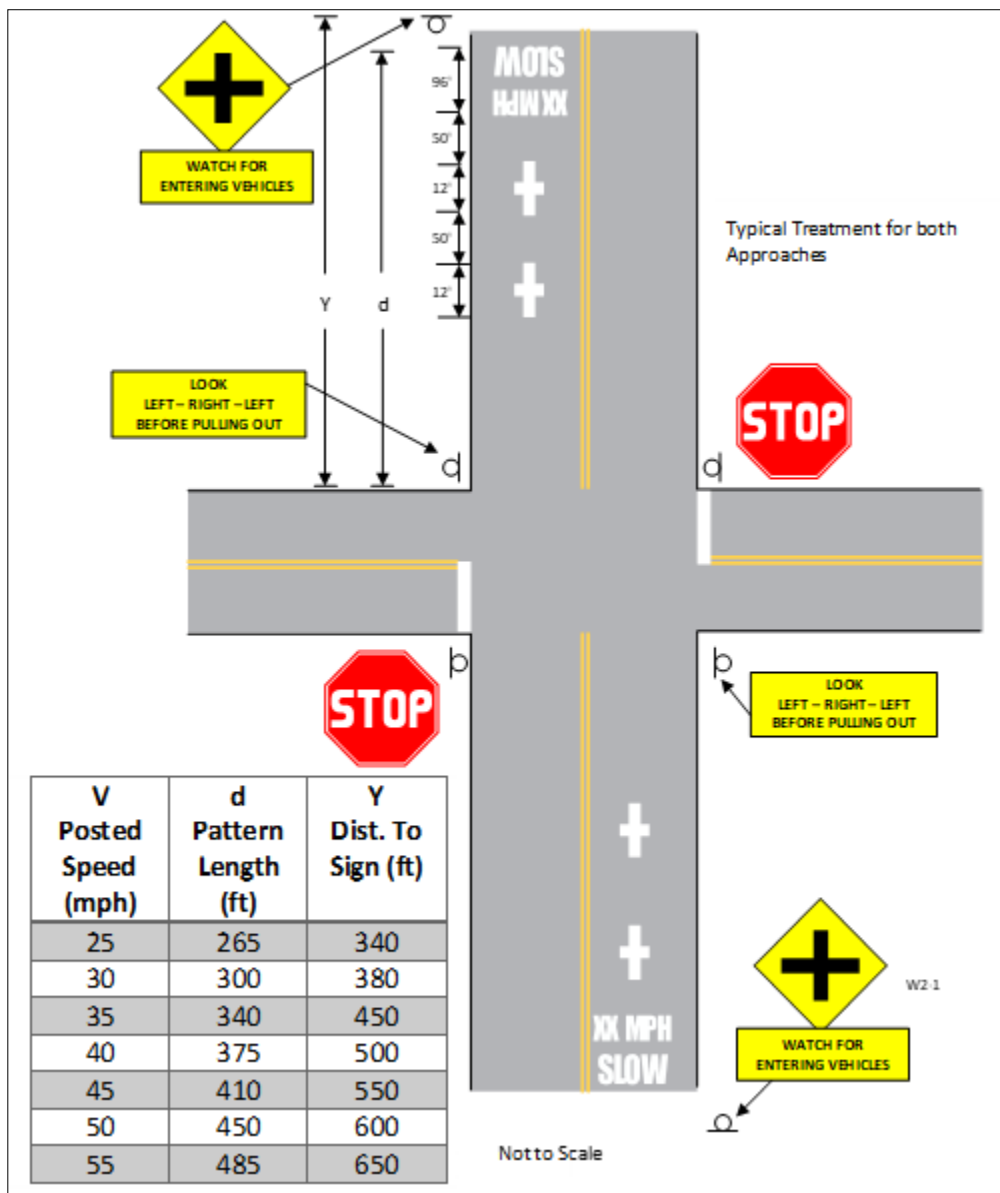 WATCH FOR
ENTERING VEHICLES
Y
d
96'
50'
12'
50'
12'
SLOW
XX MPH
Typical Treatment for both
Approaches
LOOK
LEFT – RIGHT – LEFT
BEFORE PULLING OUT
STOP
STOP
LOOK
LEFT – RIGHT – LEFT
BEFORE PULLING OUT
V
Posted
Speed
(mph)
d
Pattern
Length
(ft)
Y
Dist. To
Sign (ft)
25 265 340
30 300 380
35 340 450
40 375 500
45 410 550
50 450 600
55 485 650
XX MPH
SLOW
W2-1
WATCH FOR
ENTERING VEHICLES
Not to Scale